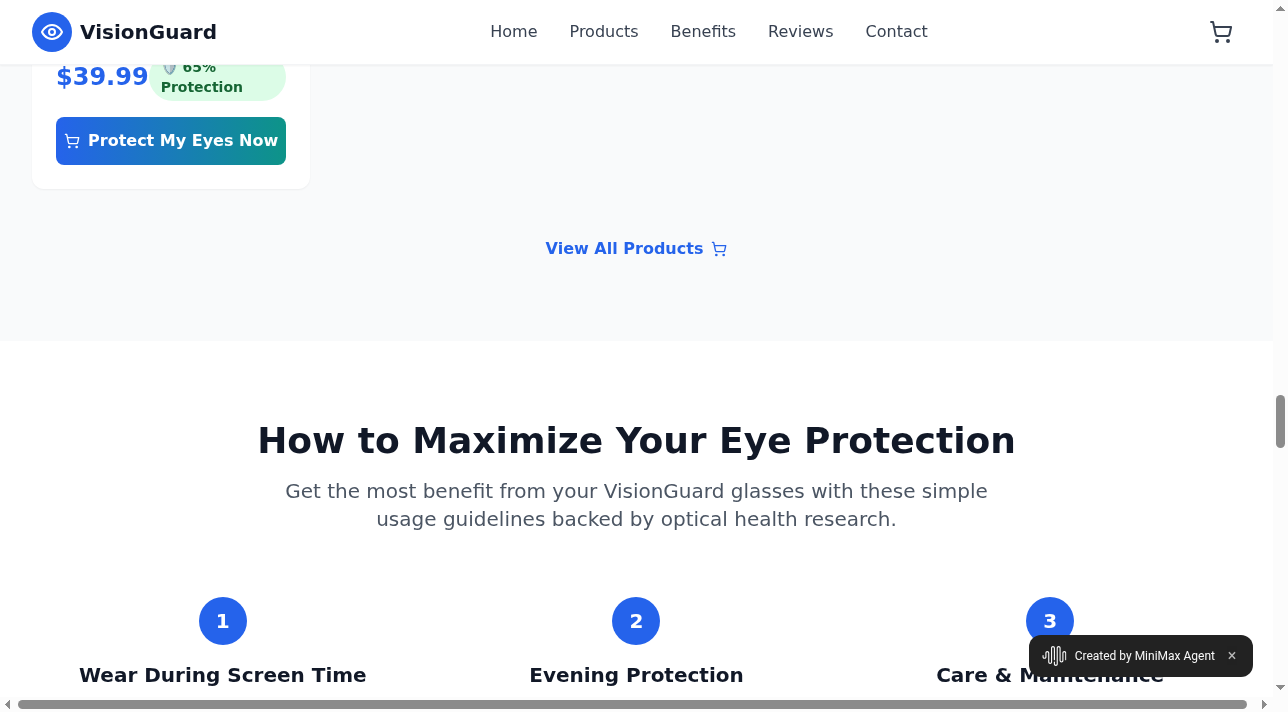 VisionGuard
Home
Products
Benefits
Reviews
Contact
$39.99
65%
Protection
Protect My Eyes Now
View All Products
How to Maximize Your Eye Protection
Get the most benefit from your VisionGuard glasses with these simple
usage guidelines backed by optical health research.
1
2
3
Wear During Screen Time
Evening Protection
Care & Maintenance
Created by MiniMax Agent ×